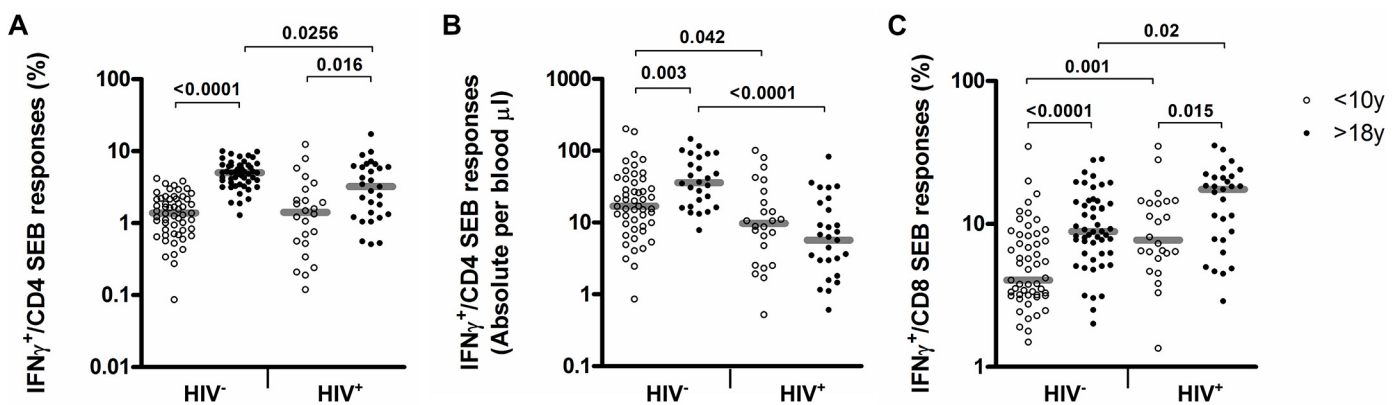 A
IFNγ⁺/CD4 SEB responses (%)
100
10
1
0.1
0.01
0.0256
0.016
<0.0001
HIV⁻
HIV⁺
B
IFNγ⁺/CD4 SEB responses
(Absolute per blood μl)
1000
100
10
1
0.1
0.042
0.003
<0.0001
HIV⁻
HIV⁺
C
IFNγ⁺/CD8 SEB responses (%)
100
10
1
0.02
0.001
<0.0001
0.015
HIV⁻
HIV⁺
<10y
>18y